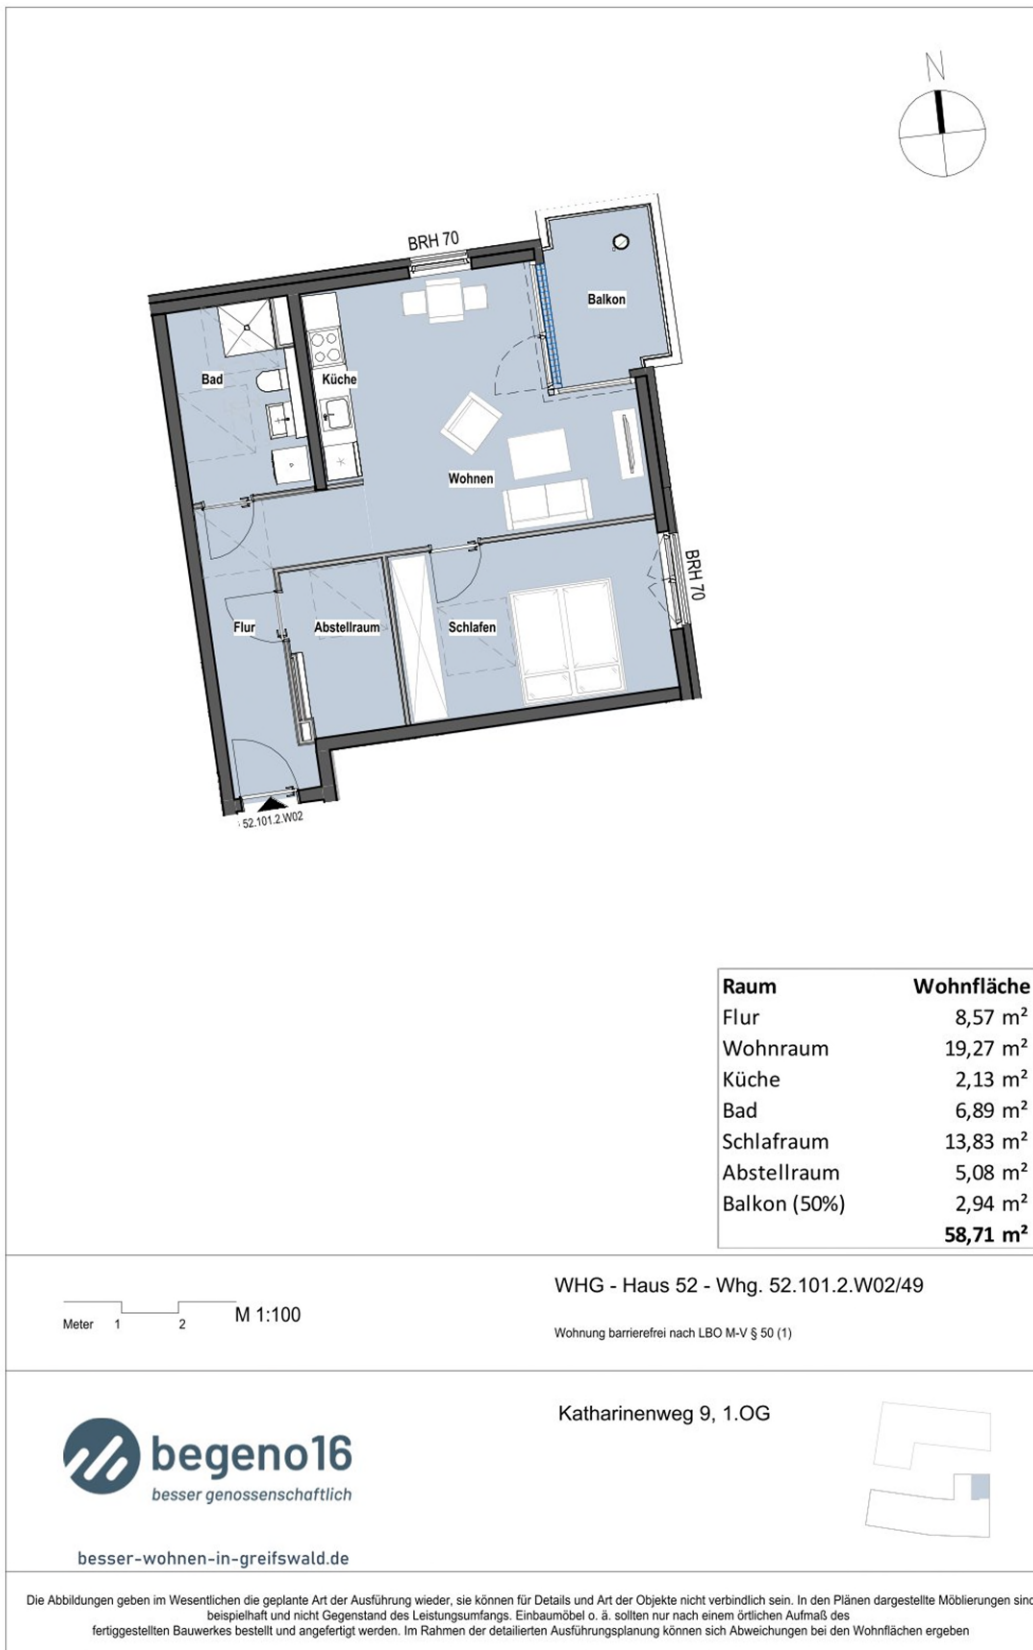 N
BRH 70
Balkon
Bad
Küche
Wohnen
BRH 70
Flur
Abstellraum
Schlafen
52.101.2.W02
Raum Wohnfläche
Flur 8,57 m²
Wohnraum 19,27 m²
Küche 2,13 m²
Bad 6,89 m²
Schlafraum 13,83 m²
Abstellraum 5,08 m²
Balkon (50%) 2,94 m²
58,71 m²
WHG - Haus 52 - Whg. 52.101.2.W02/49
Meter 1 2 M 1:100
Wohnung barrierefrei nach LBO M-V § 50 (1)
Katharinenweg 9, 1.OG
begeno16
besser genossenschaftlich
besser-wohnen-in-greifswald.de
Die Abbildungen geben im Wesentlichen die geplante Art der Ausführung wieder, sie können für Details und Art der Objekte nicht verbindlich sein. In den Plänen dargestellte Möblierungen sind
beispielhaft und nicht Gegenstand des Leistungsumfangs. Einbaumöbel o. ä. sollten nur nach einem örtlichen Aufmaß des
fertiggestellten Bauwerkes bestellt und angefertigt werden. Im Rahmen der detailierten Ausführungsplanung können sich Abweichungen bei den Wohnflächen ergeben